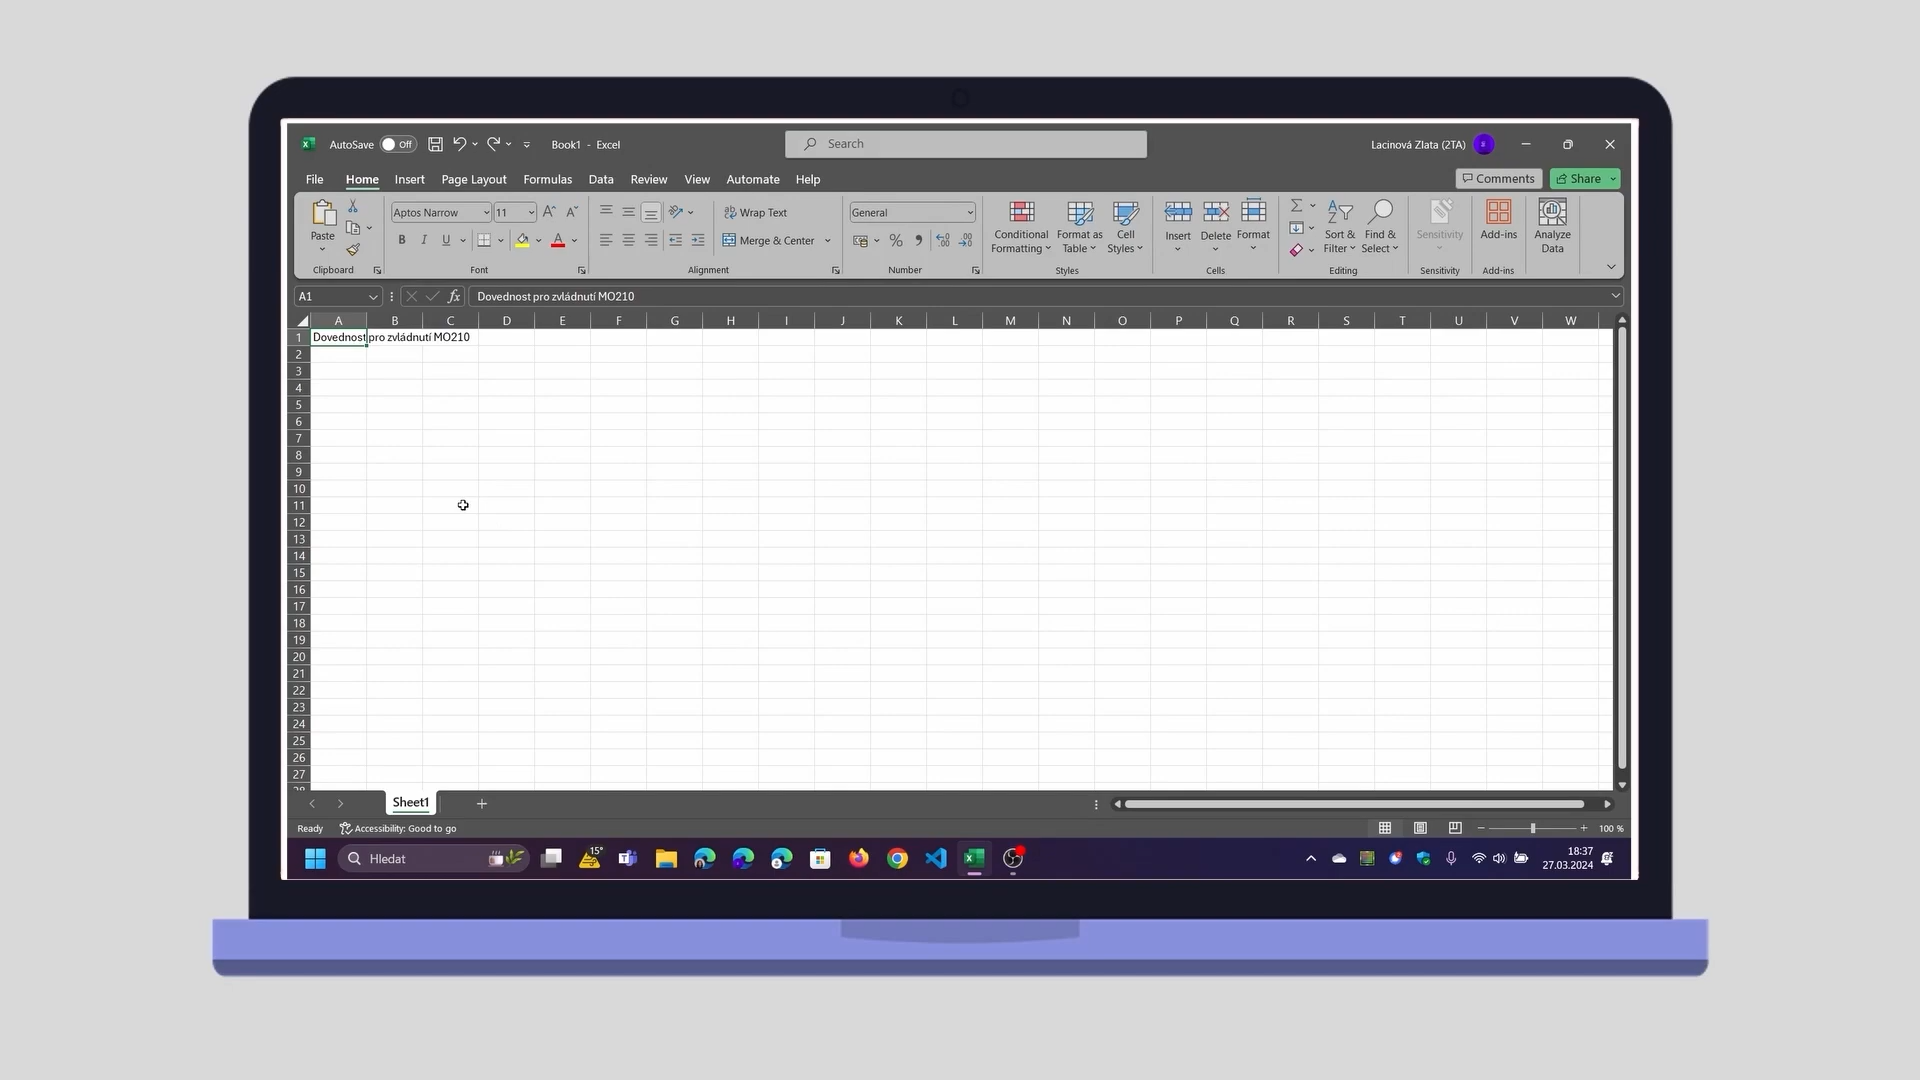 AutoSave Off Book1 - Excel Search Lacinová Zlata (2TA)
File Home Insert Page Layout Formulas Data Review View Automate Help Comments Share
Aptos Narrow 11 Wrap Text General
Paste B I U Merge & Center % Conditional Formatting Format as Table Cell Styles Insert Delete Format Sort & Filter Find & Select Sensitivity Add-ins Analyze Data
Clipboard Font Alignment Number Styles Cells Editing Sensitivity Add-ins
A1 fx Dovednost pro zvládnutí MO210
A B C D E F G H I J K L M N O P Q R S T U V W
1 Dovednost pro zvládnutí MO210
2
3
4
5
6
7
8
9
10
11
12
13
14
15
16
17
18
19
20
21
22
23
24
25
26
27
28
Sheet1
Ready Accessibility: Good to go 100 %
Hledat 15° 18:37
27.03.2024